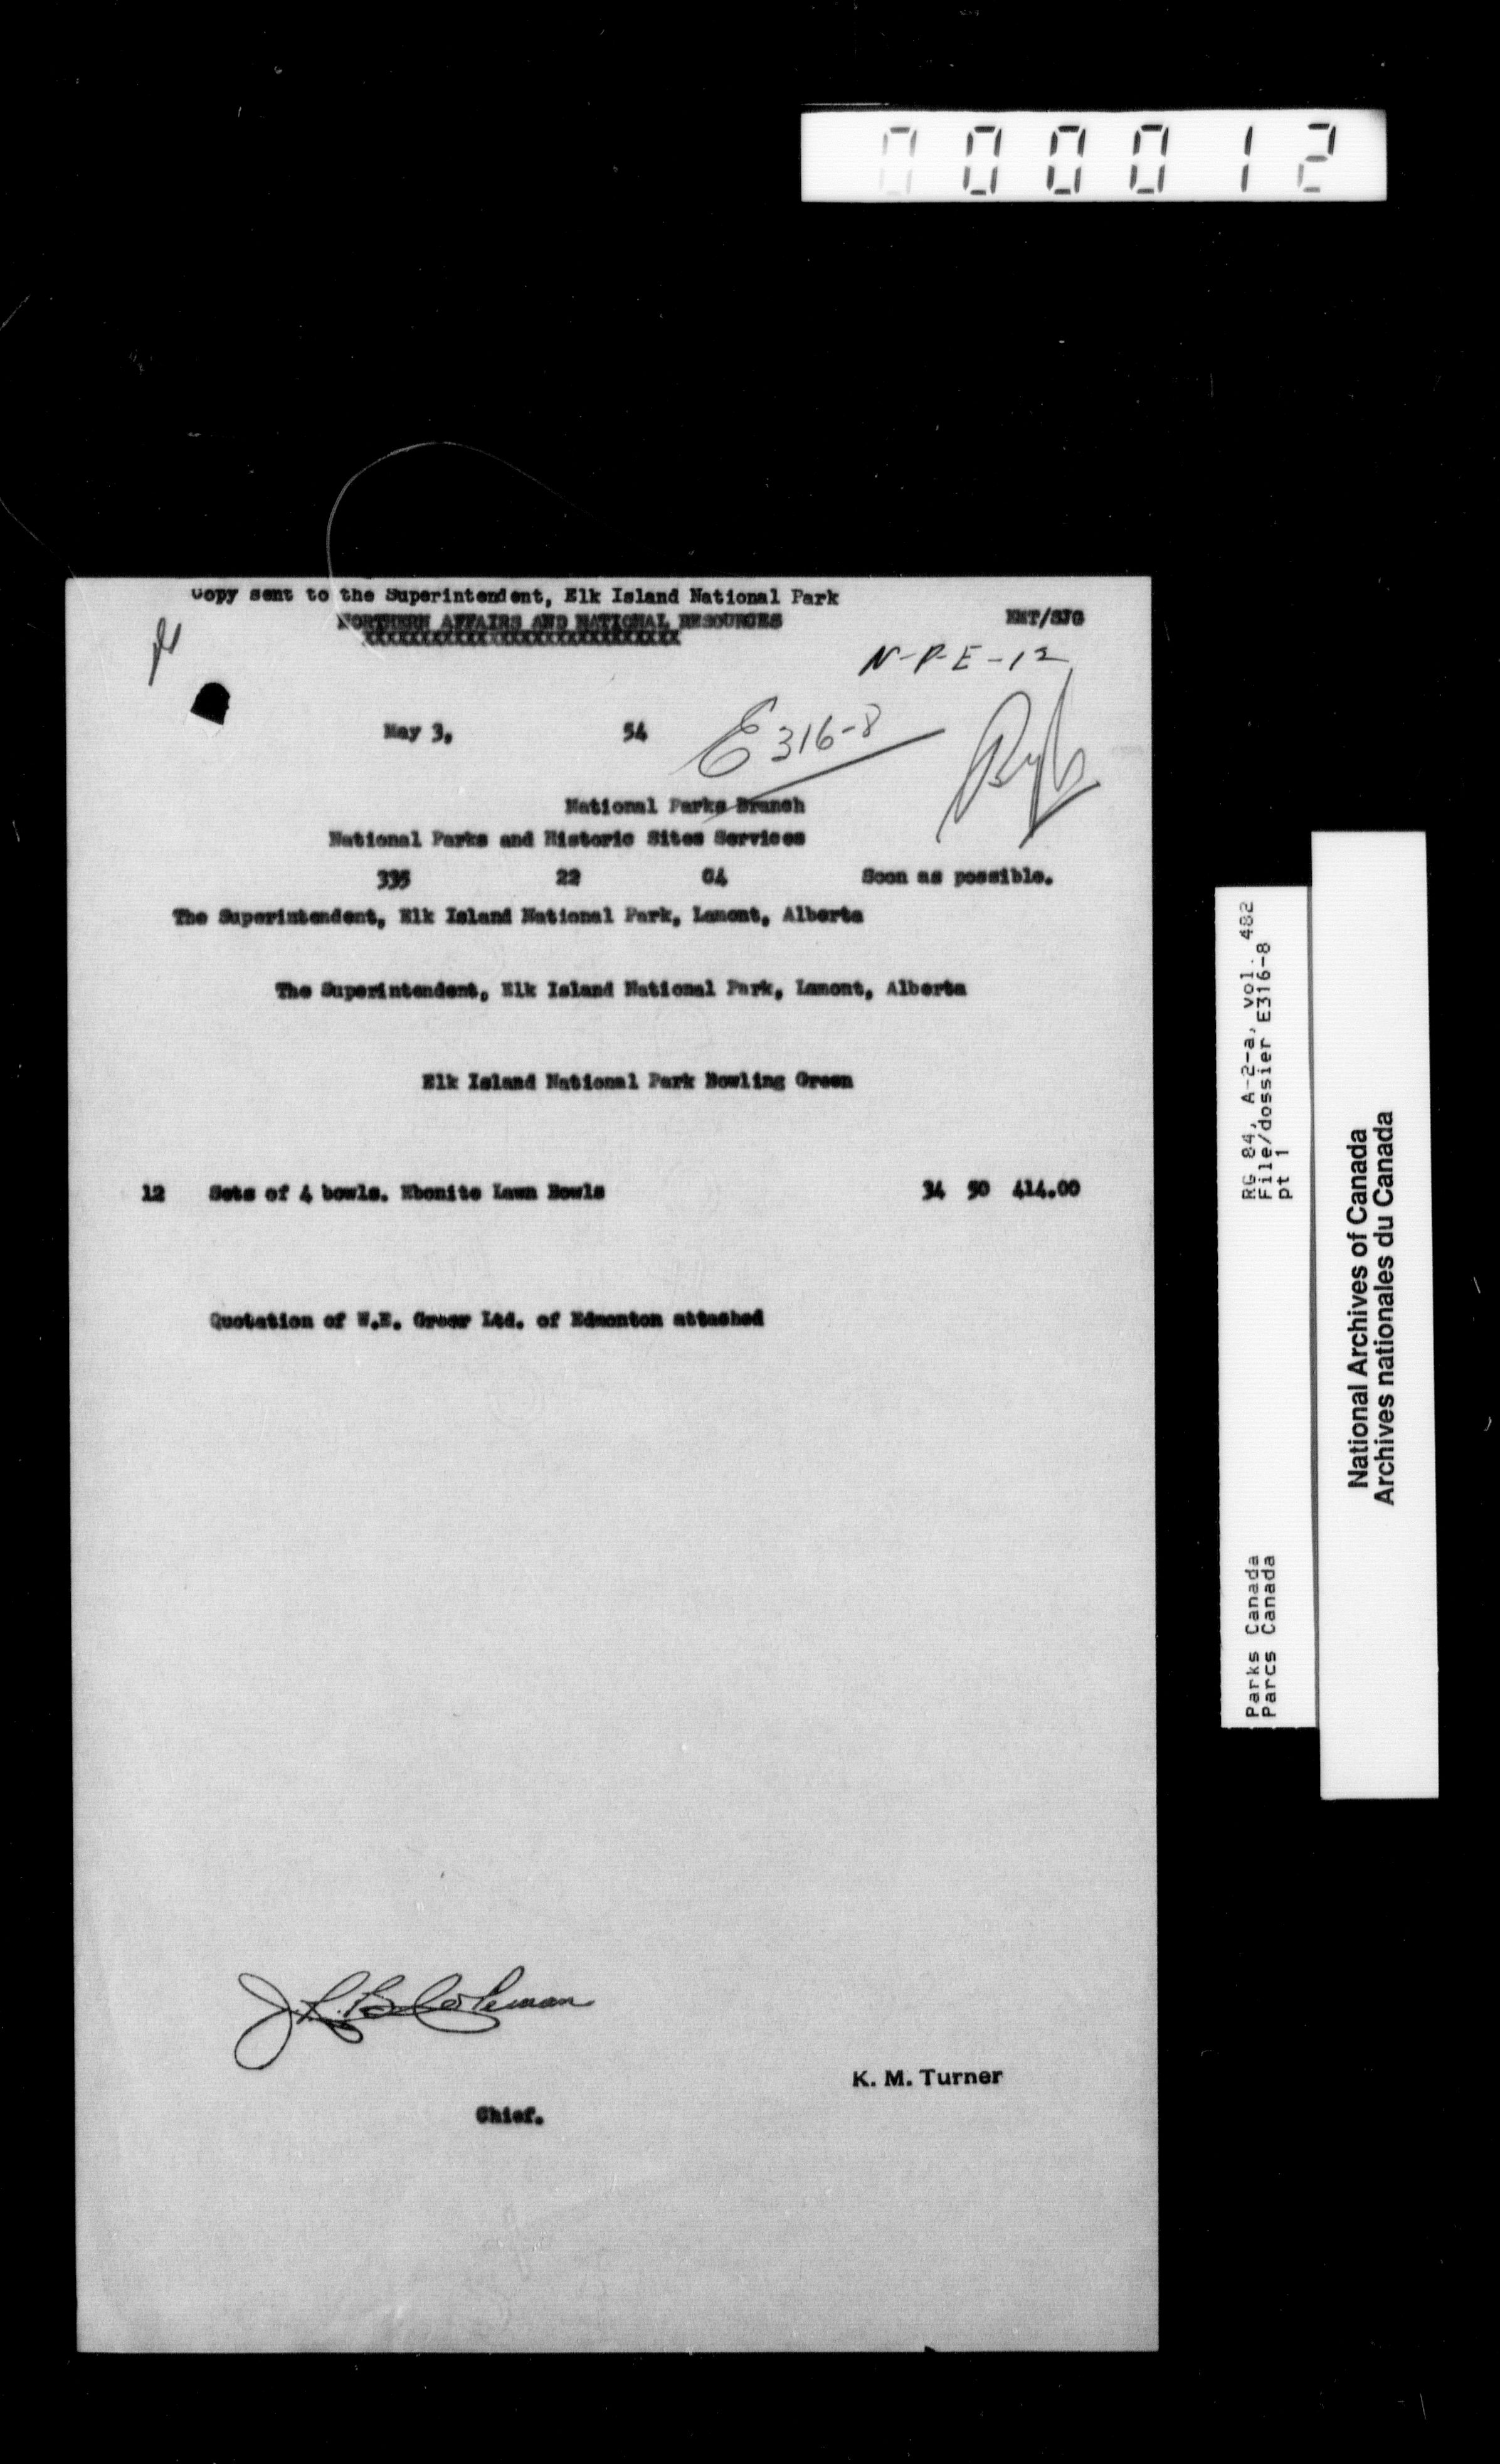 000012
Copy sent to the Superintendent, Elk Island National Park
NORTHERN AFFAIRS AND NATIONAL RESOURCES
XXXXXXXXXXXXXXXXXXXXXXXXXXXX
N-P-E-12
May 3, 54
E316-8
National Parks Branch
National Parks and Historic Sites Services
335 22 G4 Soon as possible.
The Superintendent, Elk Island National Park, Lamont, Alberta
The Superintendent, Elk Island National Park, Lamont, Alberta
Elk Island National Park Bowling Green
12 Sets of 4 bowls. Ebonite Lawn Bowls 34 50 414.00
Quotation of W.E. Greer Ltd. of Edmonton attached
K. M. Turner
Chief.
RG 84, A-2-a, vol. 482
File/dossier E316-8
pt 1
Parks Canada
Parcs Canada
National Archives of Canada
Archives nationales du Canada